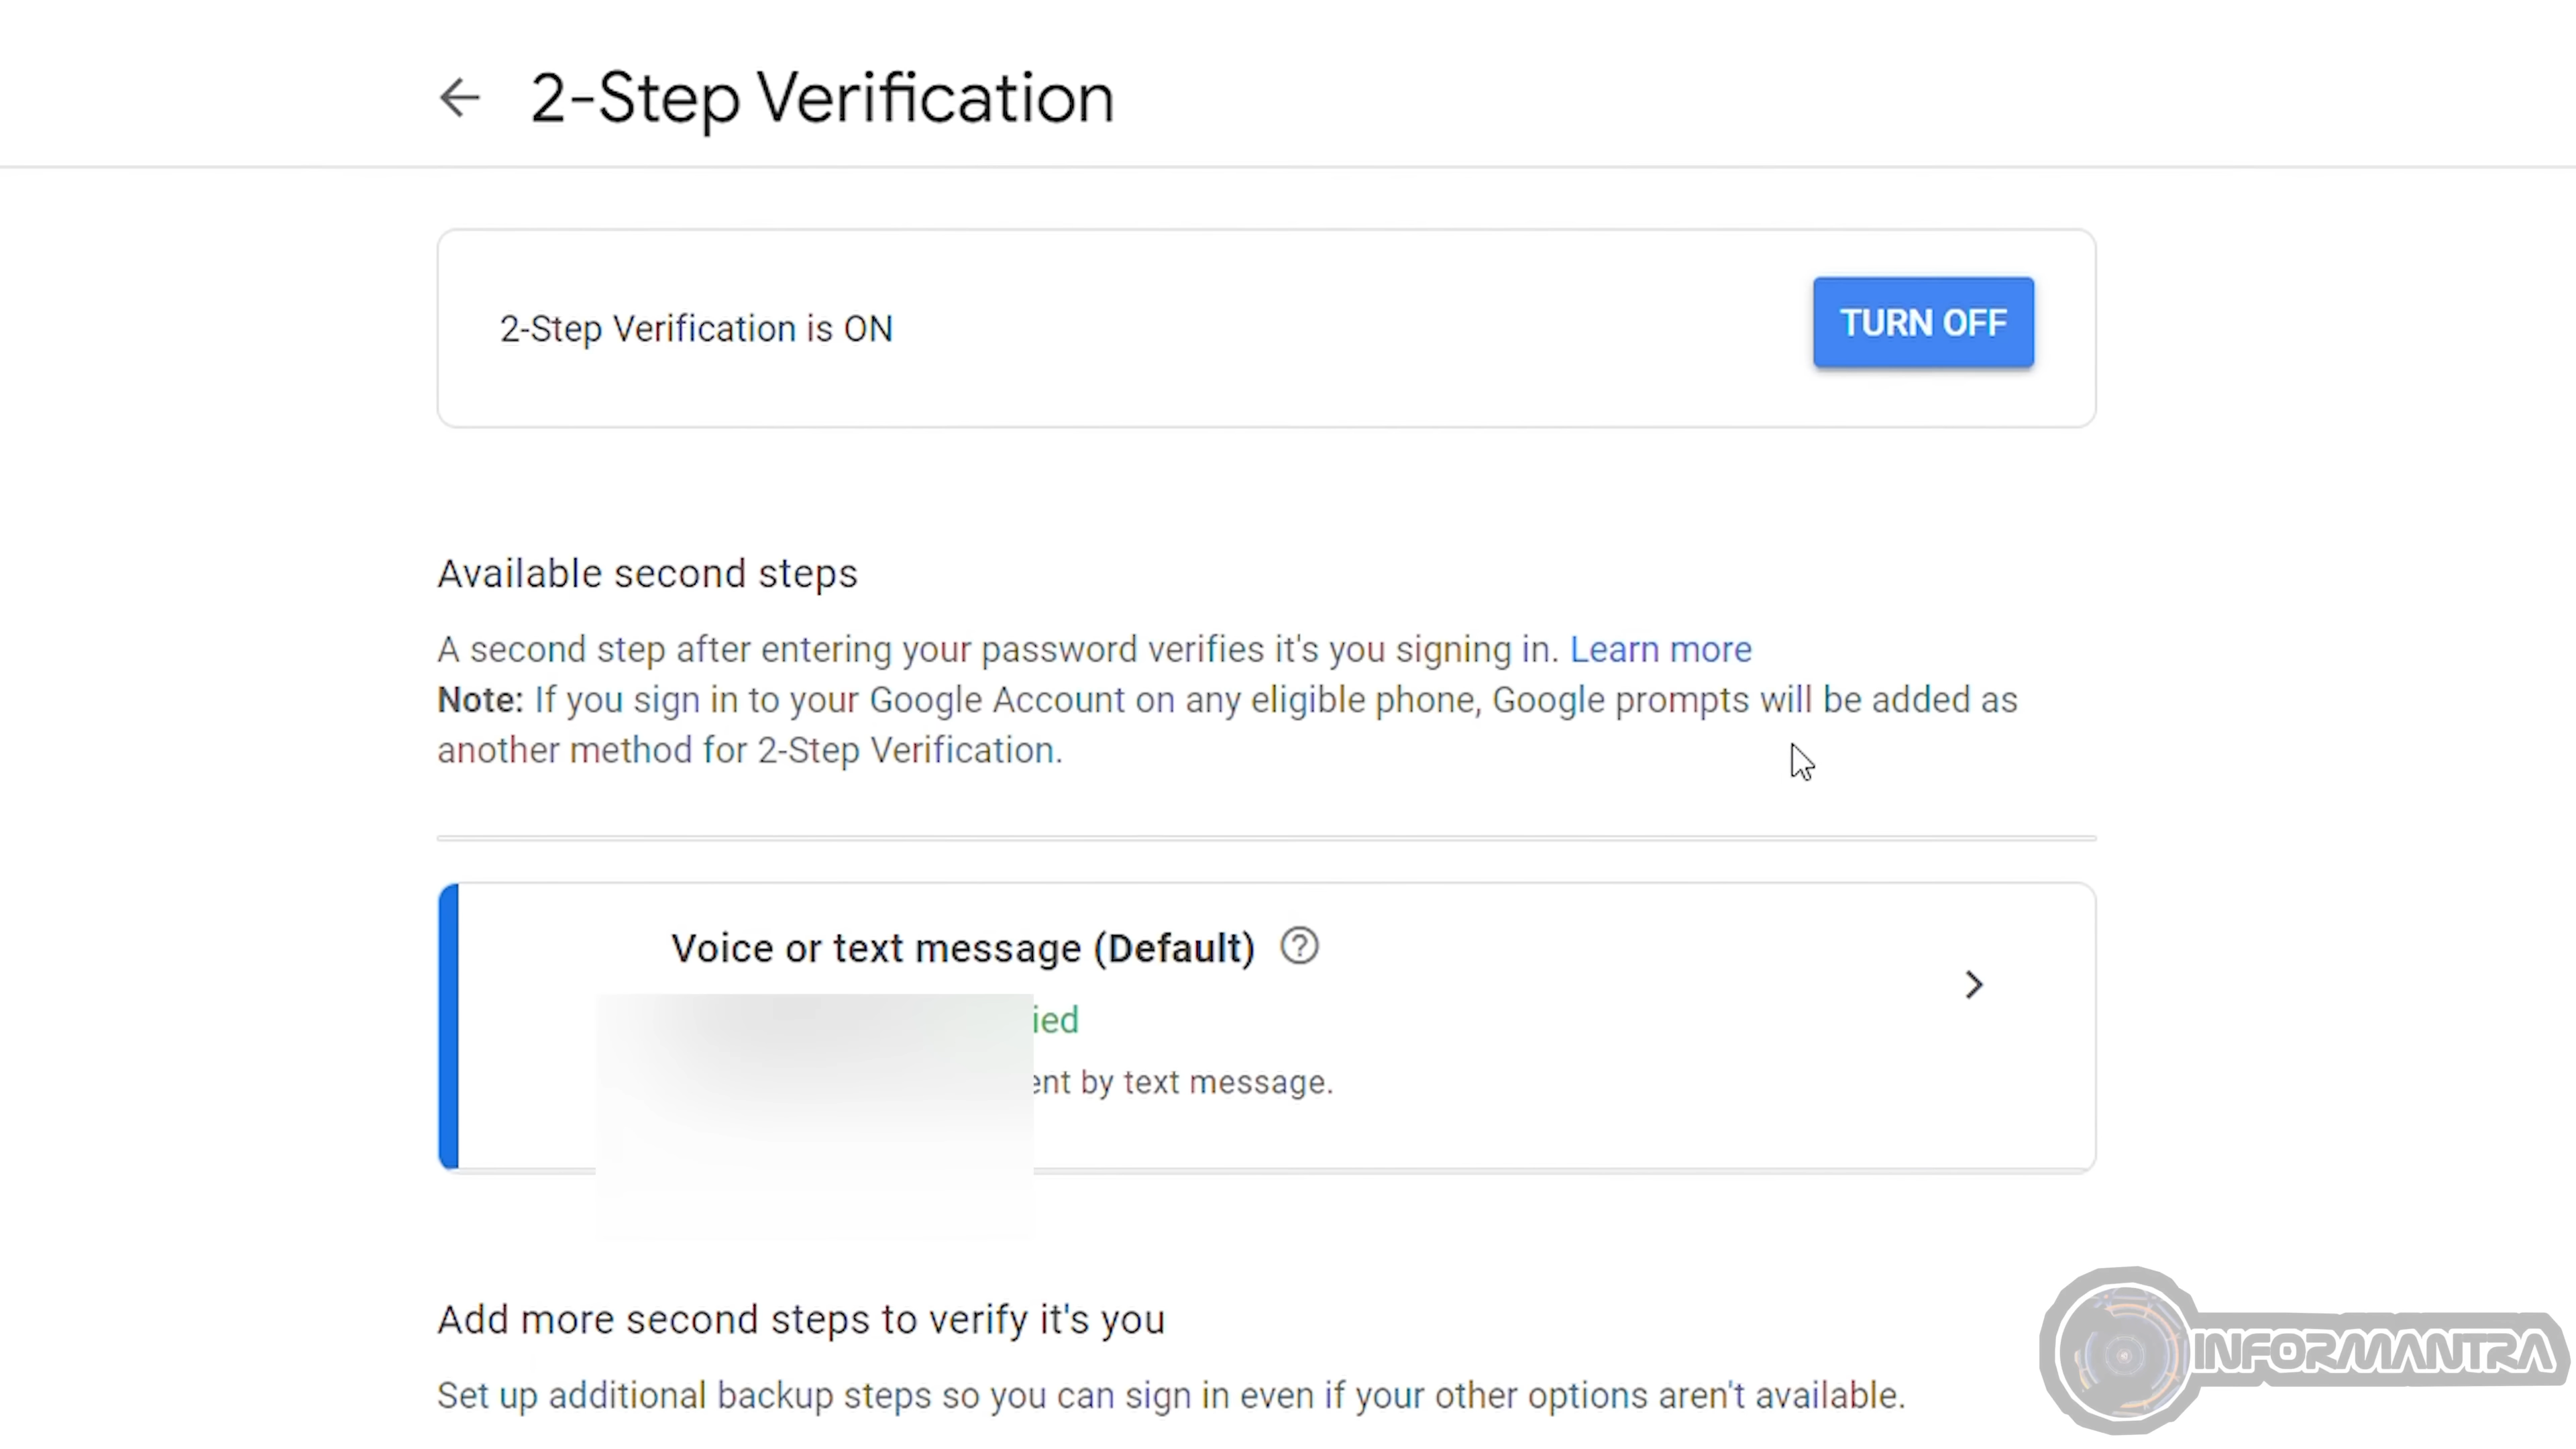 2-Step Verification
2-Step Verification is ON
TURN OFF
Available second steps
A second step after entering your password verifies it's you signing in. Learn more
Note: If you sign in to your Google Account on any eligible phone, Google prompts will be added as
another method for 2-Step Verification.
Voice or text message (Default)
by text message.
Add more second steps to verify it's you
Set up additional backup steps so you can sign in even if your other options aren't available.
INFORMANTRA